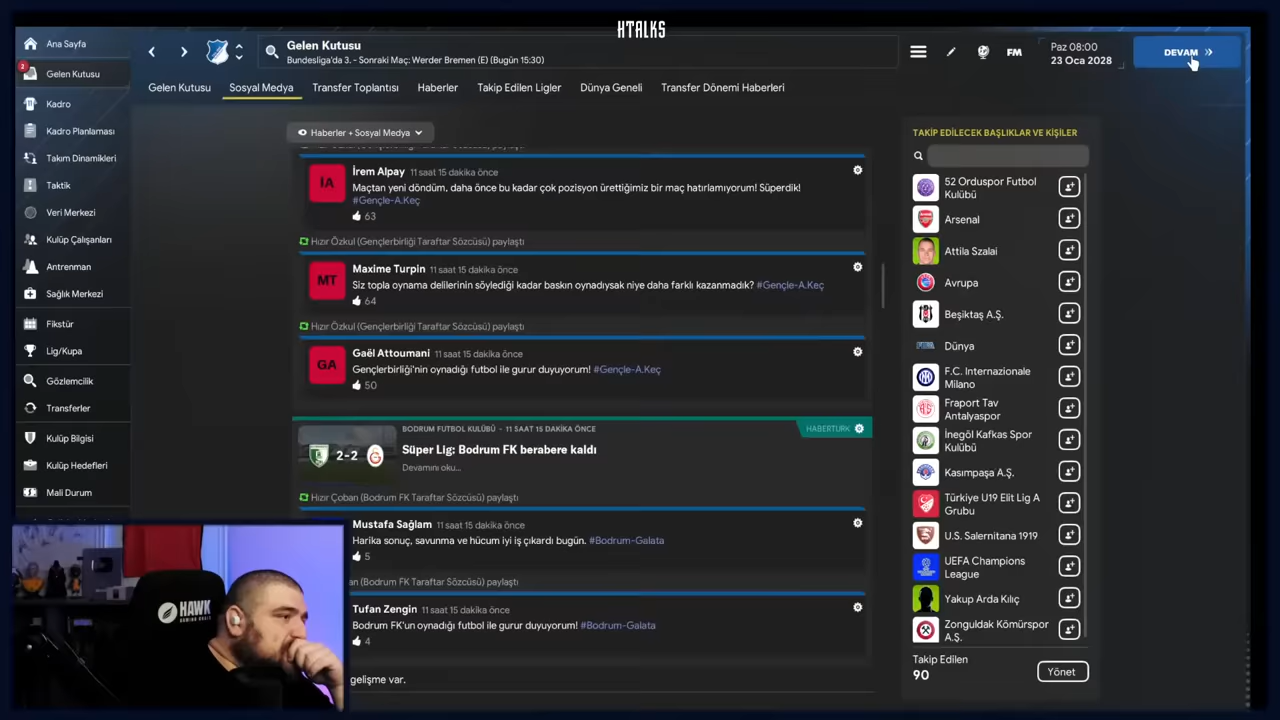 HTALKS
Ana Sayfa
2
Gelen Kutusu
Kadro
Kadro Planlaması
Takım Dinamikleri
Taktik
Veri Merkezi
Kulüp Çalışanları
Antrenman
Sağlık Merkezi
Fikstür
Lig/Kupa
Gözlemcilik
Transferler
Kulüp Bilgisi
Kulüp Hedefleri
Mali Durum
Gelen Kutusu
Bundesliga'da 3. - Sonraki Maç: Werder Bremen (E) (Bugün 15:30)
FM
Paz 08:00
23 Oca 2028
DEVAM
Gelen Kutusu
Sosyal Medya
Transfer Toplantısı
Haberler
Takip Edilen Ligler
Dünya Geneli
Transfer Dönemi Haberleri
Haberler + Sosyal Medya
İA
İrem Alpay 11 saat 15 dakika önce
Maçtan yeni döndüm, daha önce bu kadar çok pozisyon ürettiğimiz bir maç hatırlamıyorum! Süperdik!
#Gençle-A.Keç
63
Hızır Özkul (Gençlerbirliği Taraftar Sözcüsü) paylaştı
MT
Maxime Turpin 11 saat 15 dakika önce
Siz topla oynama delilerinin söylediği kadar baskın oynadıysak niye daha farklı kazanmadık? #Gençle-A.Keç
64
Hızır Özkul (Gençlerbirliği Taraftar Sözcüsü) paylaştı
GA
Gaël Attoumani 11 saat 15 dakika önce
Gençlerbirliği'nin oynadığı futbol ile gurur duyuyorum! #Gençle-A.Keç
50
BODRUM FUTBOL KULÜBÜ - 11 SAAT 15 DAKİKA ÖNCE
HABERTÜRK
2-2
Süper Lig: Bodrum FK berabere kaldı
Devamını oku...
Hızır Çoban (Bodrum FK Taraftar Sözcüsü) paylaştı
Mustafa Sağlam 11 saat 15 dakika önce
Harika sonuç, savunma ve hücum iyi iş çıkardı bugün. #Bodrum-Galata
5
an (Bodrum FK Taraftar Sözcüsü) paylaştı
Tufan Zengin 11 saat 15 dakika önce
Bodrum FK'un oynadığı futbol ile gurur duyuyorum! #Bodrum-Galata
4
gelişme var.
TAKİP EDİLECEK BAŞLIKLAR VE KİŞİLER
52 Orduspor Futbol
Kulübü
Arsenal
Attila Szalai
Avrupa
Beşiktaş A.Ş.
Dünya
F.C. Internazionale
Milano
Fraport Tav
Antalyaspor
İnegöl Kafkas Spor
Kulübü
Kasımpaşa A.Ş.
Türkiye U19 Elit Lig A
Grubu
U.S. Salernitana 1919
UEFA Champions
League
Yakup Arda Kılıç
Zonguldak Kömürspor
A.Ş.
Takip Edilen
90
Yönet
HAWK